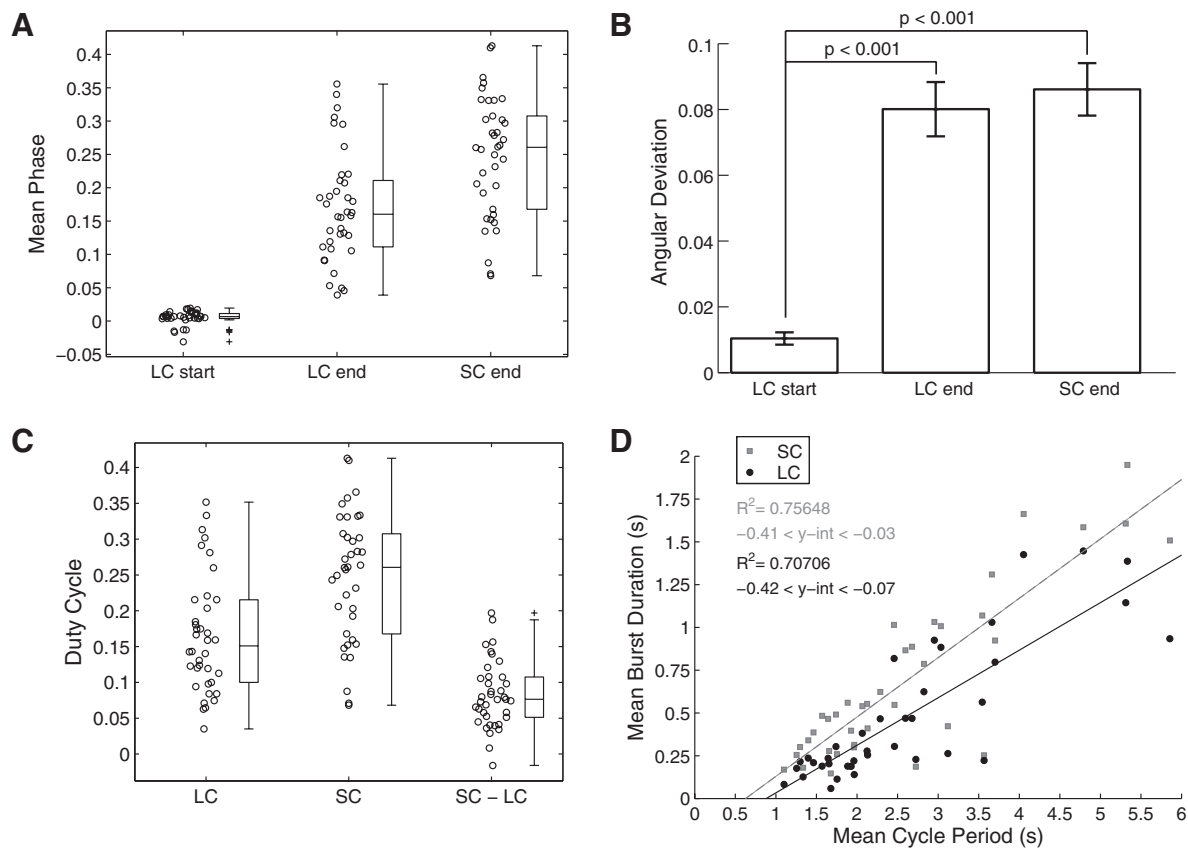 A
Mean Phase
0.4
0.35
0.3
0.25
0.2
0.15
0.1
0.05
0
−0.05
LC start
LC end
SC end
B
Angular Deviation
p < 0.001
p < 0.001
0.1
0.08
0.06
0.04
0.02
0
LC start
LC end
SC end
C
Duty Cycle
0.4
0.35
0.3
0.25
0.2
0.15
0.1
0.05
0
LC
SC
SC − LC
D
Mean Burst Duration (s)
SC
LC
R²= 0.75648
−0.41 < y−int < −0.03
R²= 0.70706
−0.42 < y−int < −0.07
2
1.75
1.5
1.25
1
0.75
0.5
0.25
0
0 0.5 1 1.5 2 2.5 3 3.5 4 4.5 5 5.5 6
Mean Cycle Period (s)